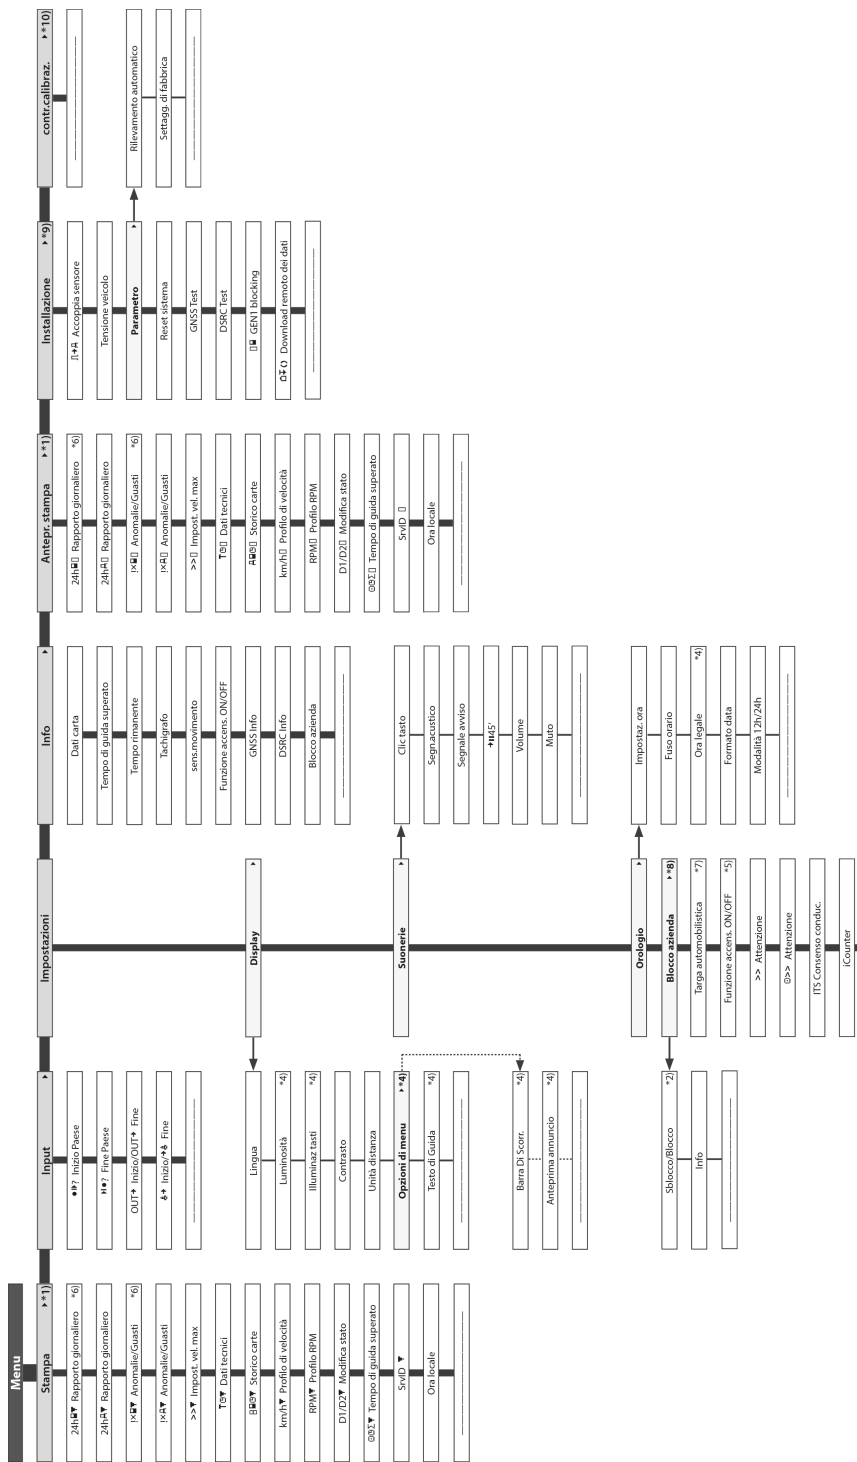 Menu
Stampa ▸*1)
24h Rapporto giornaliero *6)
24h Rapporto giornaliero
!× Anomalie/Guasti *6)
!× Anomalie/Guasti
>>▼ Impost. vel. max
Dati tecnici
Storico carte
km/h▼ Profilo di velocità
RPM▼ Profilo RPM
D1/D2▼ Modifica stato
Tempo di guida superato
SrvID ▼
Ora locale
Input ▸
? Inizio Paese
? Fine Paese
OUT Inizio/OUT Fine
Inizio/ Fine
Impostazioni
Display ▸
Lingua
Luminosità *4)
Illuminaz tasti *4)
Contrasto
Unità distanza
Opzioni di menu ▸*4)
Testo di Guida *4)
Barra Di Scorr. *4)
Anteprima annuncio *4)
Suonerie ▸
Clic tasto
Segn.acustico
Segnale avviso
45'
Volume
Muto
Orologio ▸
Impostaz. ora
Fuso orario
Ora legale *4)
Formato data
Modalità 12h/24h
Blocco azienda ▸*8)
Sblocco/Blocco *2)
Info
Targa automobilistica *7)
Funzione accens. ON/OFF *5)
>> Attenzione
>> Attenzione
ITS Consenso conduc.
iCounter
Info ▸
Dati carta
Tempo di guida superato
Tempo rimanente
Tachigrafo
sens.movimento
Funzione accens. ON/OFF
GNSS Info
DSRC Info
Blocco azienda
Antepr. stampa ▸*1)
24h Rapporto giornaliero *6)
24h Rapporto giornaliero
!× Anomalie/Guasti *6)
!× Anomalie/Guasti
>> Impost. vel. max
Dati tecnici
Storico carte
km/h Profilo di velocità
RPM Profilo RPM
D1/D2 Modifica stato
Tempo di guida superato
SrvID
Ora locale
Installazione ▸*9)
Accoppia sensore
Tensione veicolo
Parametro ▸
Rilevamento automatico
Settagg. di fabbrica
Reset sistema
GNSS Test
DSRC Test
GEN1 blocking
Download remoto dei dati
contr.calibraz. ▸*10)